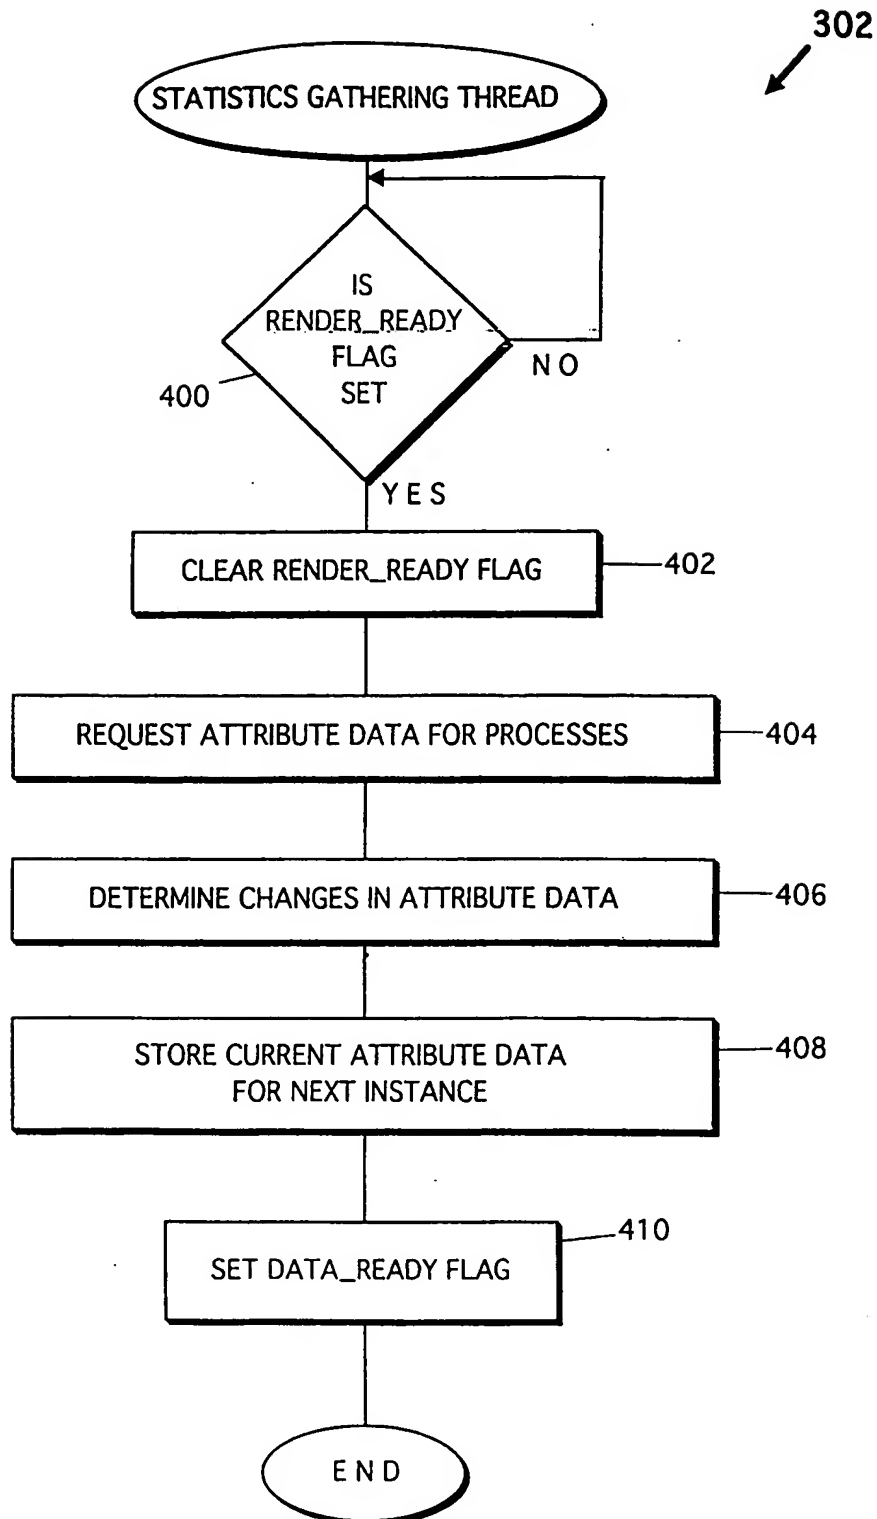 302
STATISTICS GATHERING THREAD
IS
RENDER_READY
FLAG
SET
NO
400
YES
CLEAR RENDER_READY FLAG
402
REQUEST ATTRIBUTE DATA FOR PROCESSES
404
DETERMINE CHANGES IN ATTRIBUTE DATA
406
STORE CURRENT ATTRIBUTE DATA
FOR NEXT INSTANCE
408
SET DATA_READY FLAG
410
END